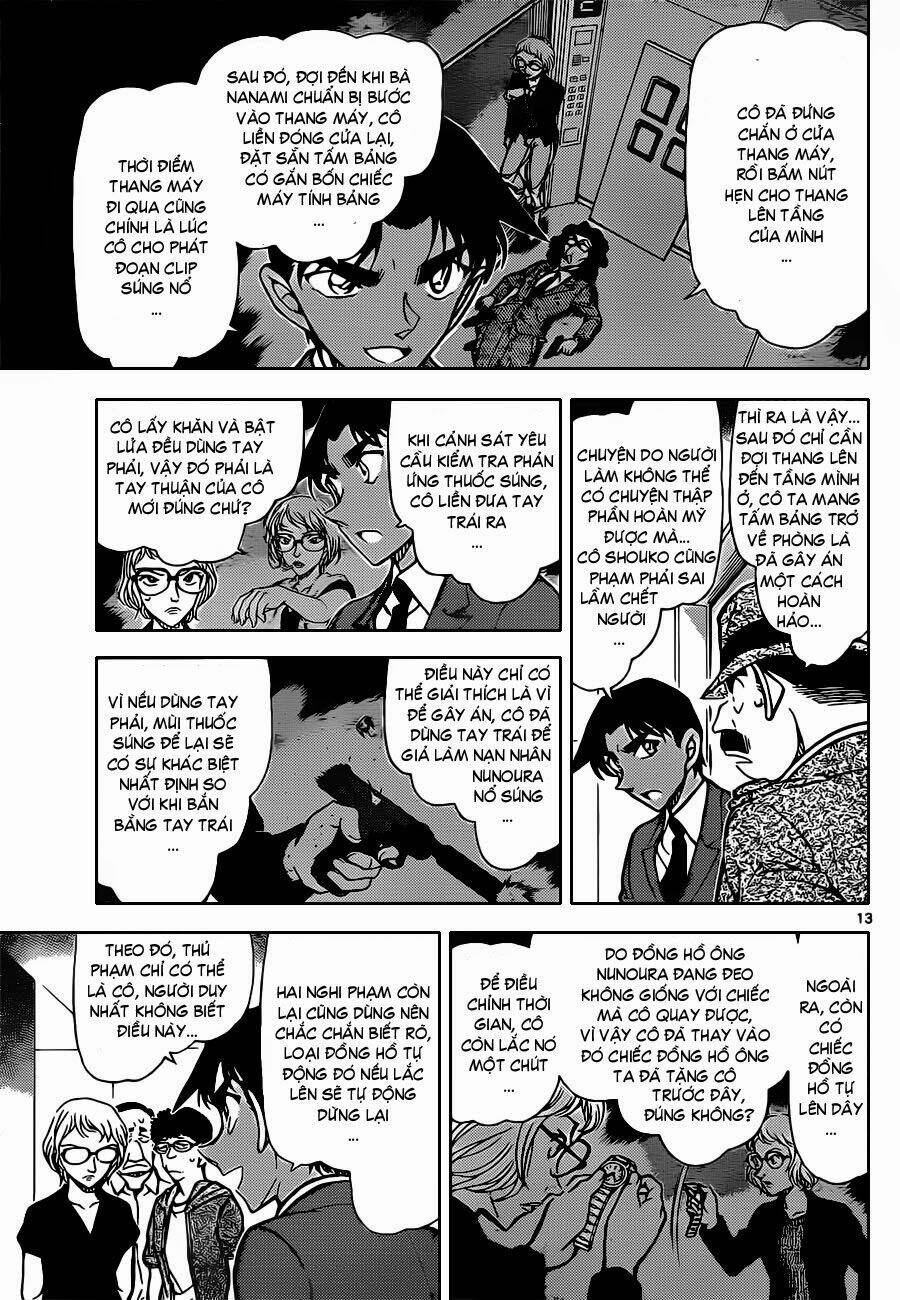 CÔ ĐÃ ĐỨNG
CHẮN Ở CỬA
THANG MÁY,
RỒI BẤM NÚT
HẸN CHO THANG
LÊN TẦNG
CỦA MÌNH
...
SAU ĐÓ, ĐỢI ĐẾN KHI BÀ
NANAMI CHUẨN BỊ BƯỚC
VÀO THANG MÁY, CÔ
LIỀN ĐÓNG CỬA LẠI,
ĐẶT SẴN TẤM BẢNG
CÓ GẮN BỐN CHIẾC
MÁY TÍNH BẢNG
...
THỜI ĐIỂM
THANG MÁY
ĐI QUA CŨNG
CHÍNH LÀ LÚC
CÔ CHO PHÁT
ĐOẠN CLIP
SÚNG NỔ
...
THÌ RA LÀ VẬY...
SAU ĐÓ CHỈ CẦN
ĐỢI THANG LÊN
ĐẾN TẦNG MÌNH
Ở, CÔ TA MANG
TẤM BẢNG TRỞ
VỀ PHÒNG LÀ
ĐÃ GÂY ÁN
MỘT CÁCH
HOÀN
HẢO...
CHUYỆN DO NGƯỜI
LÀM KHÔNG THỂ
CÓ CHUYỆN THẬP
PHẦN HOÀN MỸ
ĐƯỢC MÀ...
CÔ SHOUKO CŨNG
PHẠM PHẢI SAI
LẦM CHẾT
NGƯỜI ...
KHI CẢNH SÁT YÊU
CẦU KIỂM TRA PHẢN
ỨNG THUỐC SÚNG,
CÔ LIỀN ĐƯA TAY
TRÁI RA
...
CÔ LẤY KHĂN VÀ BẬT
LỬA ĐỀU DÙNG TAY
PHẢI, VẬY ĐÓ PHẢI LÀ
TAY THUẬN CỦA CÔ
MỚI ĐÚNG CHỨ?
ĐIỀU NÀY CHỈ CÓ
THỂ GIẢI THÍCH LÀ VÌ
ĐỂ GÂY ÁN, CÔ ĐÃ
DÙNG TAY TRÁI ĐỂ
GIẢ LÀM NẠN NHÂN
NUNOURA
NỔ SÚNG
...
VÌ NẾU DÙNG TAY
PHẢI, MÙI THUỐC
SÚNG ĐỂ LẠI SẼ
CÓ SỰ KHÁC BIỆT
NHẤT ĐỊNH SO
VỚI KHI BẮN
BẰNG TAY TRÁI
...
13
NGOÀI
RA, CÒN
CÓ
CHIẾC
ĐỒNG
HỒ TỰ
LÊN DÂY
...
DO ĐỒNG HỒ ÔNG
NUNOURA ĐANG ĐEO
KHÔNG GIỐNG VỚI CHIẾC
MÀ CÔ QUAY ĐƯỢC,
VÌ VẬY CÔ ĐÃ THAY VÀO
ĐÓ CHIẾC ĐỒNG HỒ ÔNG
TA ĐÃ TẶNG CÔ
TRƯỚC ĐÂY,
ĐÚNG KHÔNG?
ĐỂ ĐIỀU
CHỈNH THỜI
GIAN, CÔ
CÒN LẮC NÓ
MỘT CHÚT
...
HAI NGHI PHẠM CÒN
LẠI CŨNG DÙNG NÊN
CHẮC CHẮN BIẾT RÕ,
LOẠI ĐỒNG HỒ TỰ
ĐỘNG ĐÓ NẾU LẮC
LÊN SẼ TỰ ĐỘNG
DỪNG LẠI
...
THEO ĐÓ, THỦ
PHẠM CHỈ CÓ THỂ
LÀ CÔ, NGƯỜI DUY
NHẤT KHÔNG BIẾT
ĐIỀU NÀY...